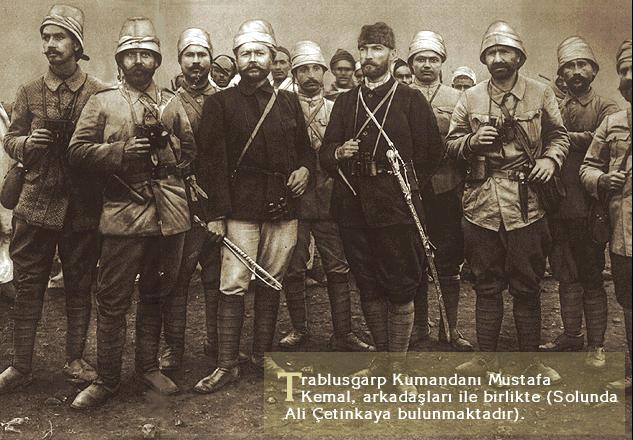 Trablusgarp Kumandanı Mustafa
Kemal, arkadaşları ile birlikte (Solunda
Ali Çetinkaya bulunmaktadır).